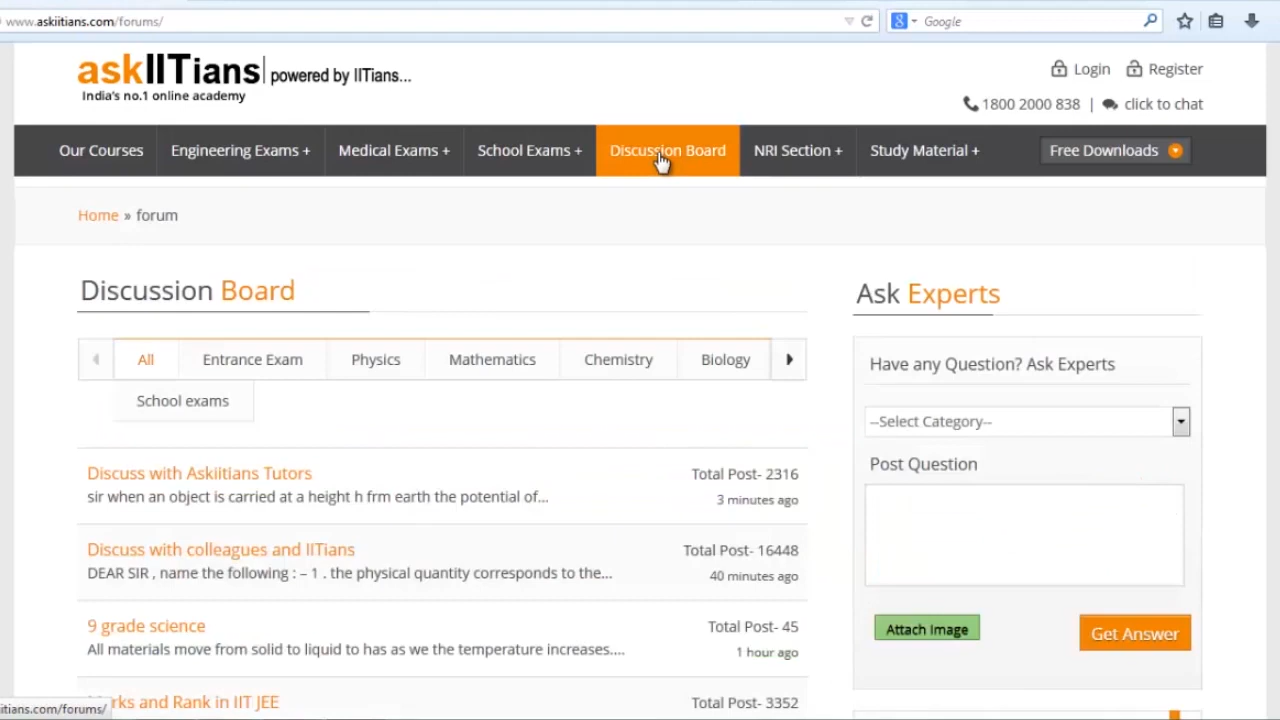 www.askiitians.com/forums/
Google
askIITians powered by IITians...
India's no.1 online academy
Login Register
1800 2000 838 | click to chat
Our Courses Engineering Exams + Medical Exams + School Exams + Discussion Board NRI Section + Study Material + Free Downloads
Home » forum
Discussion Board
All Entrance Exam Physics Mathematics Chemistry Biology
School exams
Discuss with Askiitians Tutors Total Post- 2316
sir when an object is carried at a height h frm earth the potential of... 3 minutes ago
Discuss with colleagues and IITians Total Post- 16448
DEAR SIR , name the following : – 1 . the physical quantity corresponds to the... 40 minutes ago
9 grade science Total Post- 45
All materials move from solid to liquid to has as we the temperature increases.... 1 hour ago
rks and Rank in IIT JEE Total Post- 3352
Ask Experts
Have any Question? Ask Experts
--Select Category--
Post Question
Attach Image Get Answer
itians.com/forums/